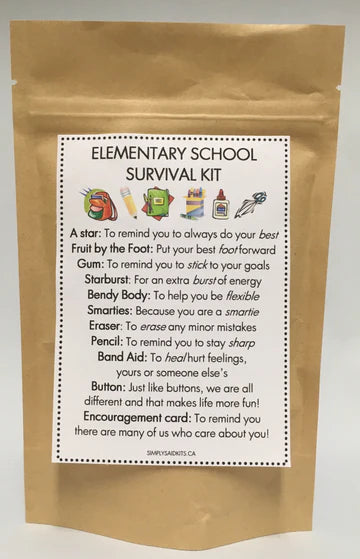 ELEMENTARY SCHOOL
SURVIVAL KIT
A star: To remind you to always do your best
Fruit by the Foot: Put your best foot forward
Gum: To remind you to stick to your goals
Starburst: For an extra burst of energy
Bendy Body: To help you be flexible
Smarties: Because you are a smartie
Eraser: To erase any minor mistakes
Pencil: To remind you to stay sharp
Band Aid: To heal hurt feelings,
yours or someone else's
Button: Just like buttons, we are all
different and that makes life more fun!
Encouragement card: To remind you
there are many of us who care about you!
SIMPLYSAIDKITS.CA